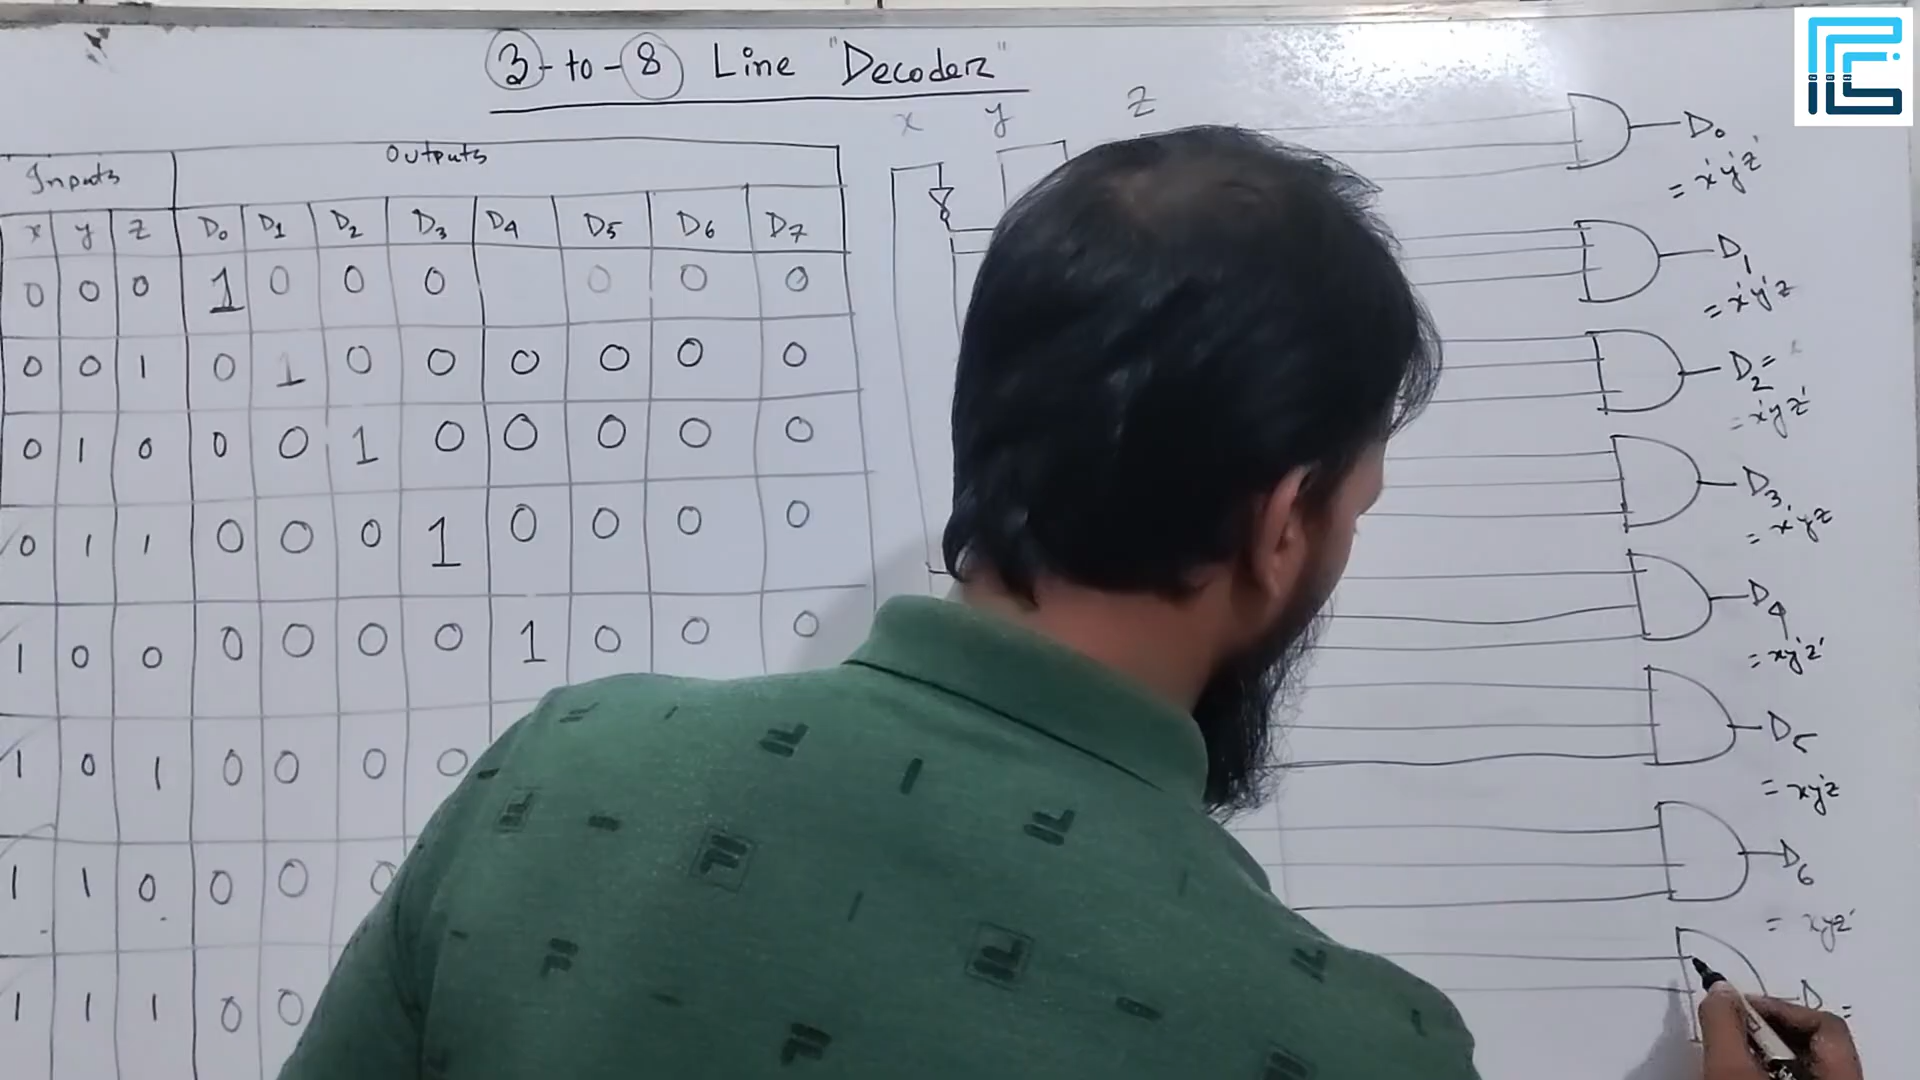 3-to-8 Line "Decoder"
x y z
Inputs Outputs
x y z D0 D1 D2 D3 D4 D5 D6 D7
0 0 0 1 0 0 0 0 0 0
0 0 1 0 1 0 0 0 0 0 0
0 1 0 0 0 1 0 0 0 0 0
0 1 1 0 0 0 1 0 0 0 0
1 0 0 0 0 0 0 1 0 0 0
1 0 1 0 0 0 0
1 1 0 0 0 0
1 1 1 0 0
D0
= x'y'z'
D1
= x'y'z
D2=
= x'yz'
D3
= x'yz
D4
= xy'z'
D5
= xy'z
D6
= xyz'
D =